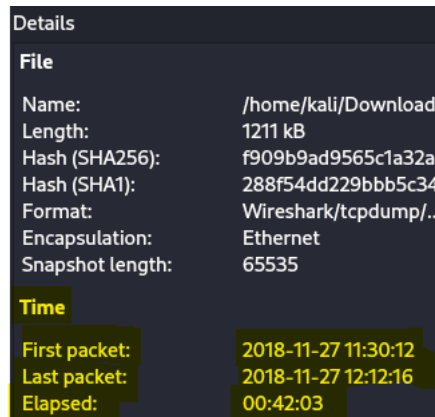 Details
File
Name: /home/kali/Download
Length: 1211 kB
Hash (SHA256): f909b9ad9565c1a32a
Hash (SHA1): 288f54dd229bbb5c34
Format: Wireshark/tcpdump/...
Encapsulation: Ethernet
Snapshot length: 65535
Time
First packet: 2018-11-27 11:30:12
Last packet: 2018-11-27 12:12:16
Elapsed: 00:42:03